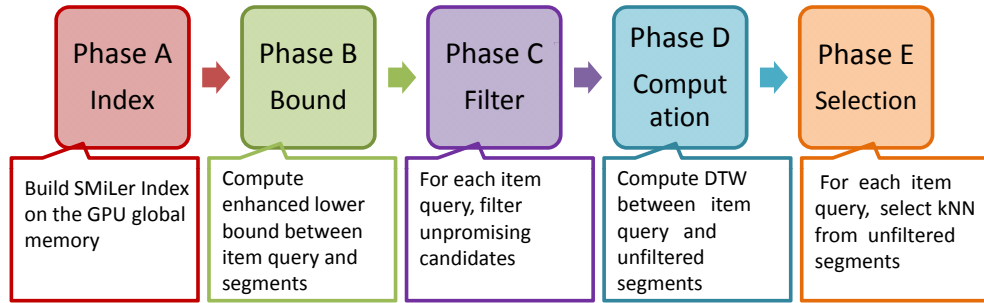 Phase A
Index
Phase B
Bound
Phase C
Filter
Phase D
Comput
ation
Phase E
Selection
Build SMiLer Index
on the GPU global
memory
Compute
enhanced lower
bound between
item query and
segments
For each item
query, filter
unpromising
candidates
Compute DTW
between item
query and
unfiltered
segments
For each item
query, select kNN
from unfiltered
segments